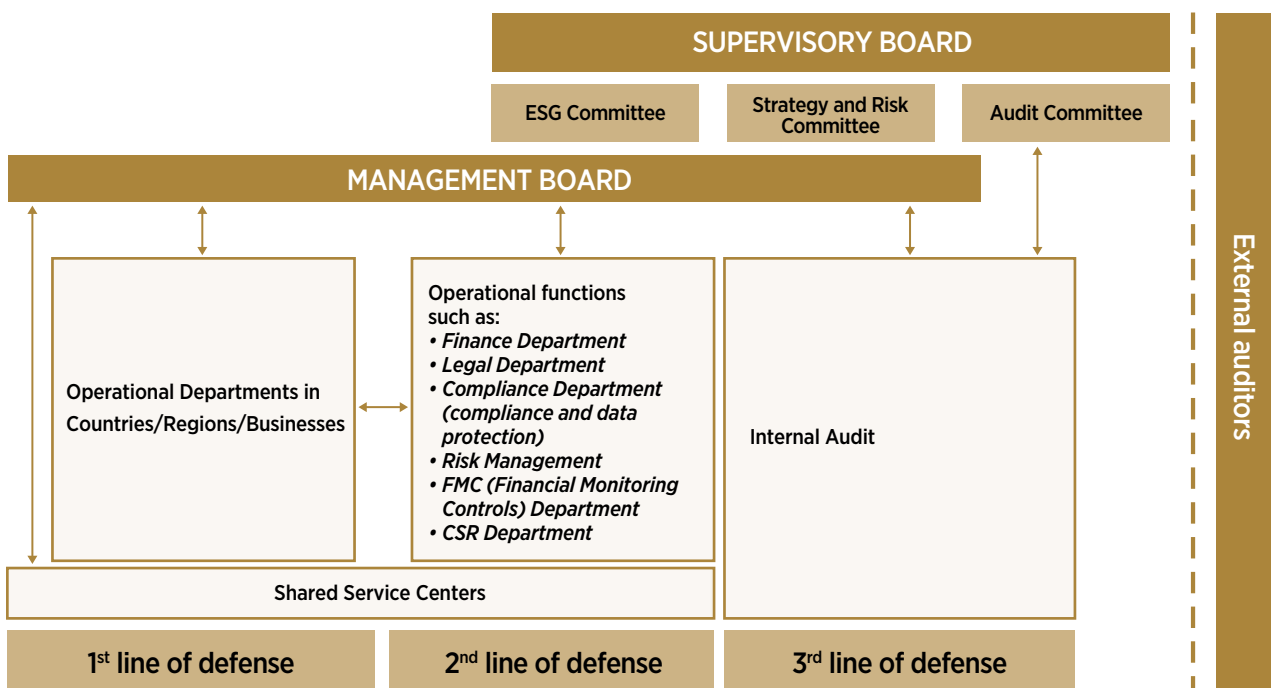 SUPERVISORY BOARD
ESG Committee
Strategy and Risk
Committee
Audit Committee
MANAGEMENT BOARD
Operational Departments in
Countries/Regions/Businesses
Operational functions
such as:
• Finance Department
• Legal Department
• Compliance Department
(compliance and data
protection)
• Risk Management
• FMC (Financial Monitoring
Controls) Department
• CSR Department
Internal Audit
Shared Service Centers
1st line of defense
2nd line of defense
3rd line of defense
External auditors